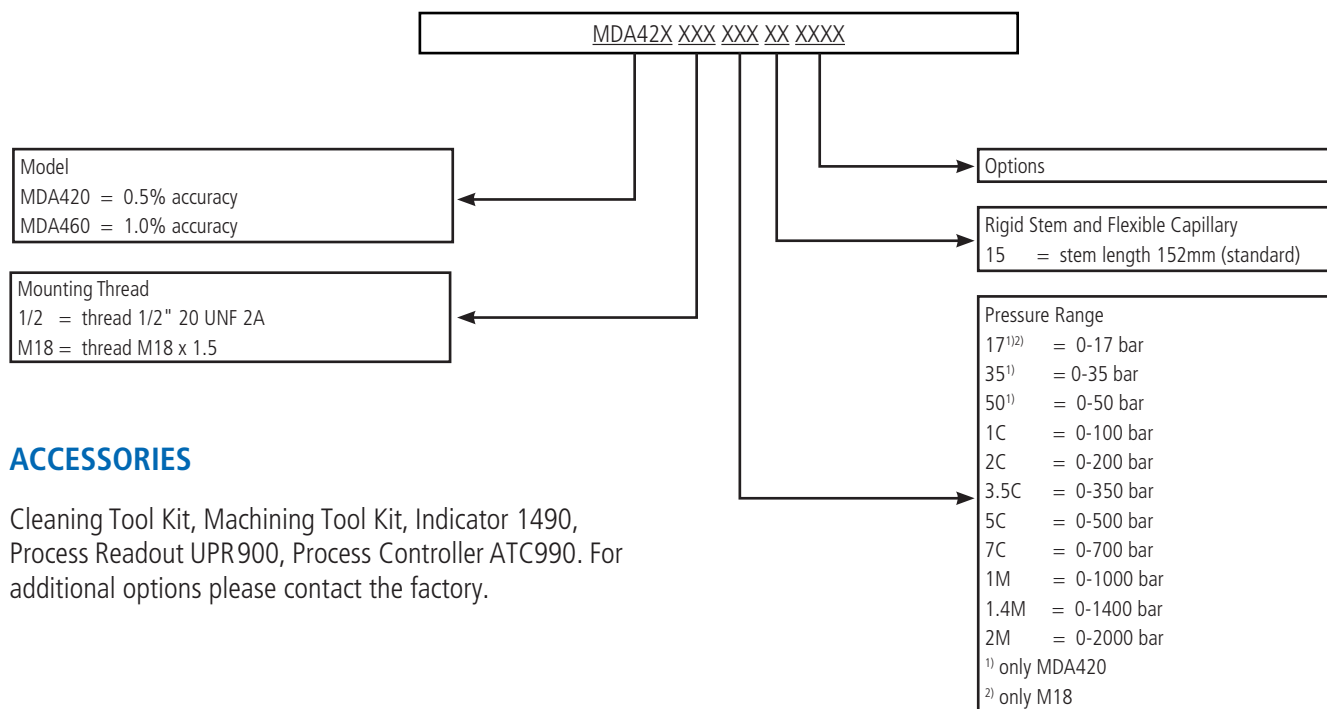 MDA42X XXX XXX XX XXXX
Model
MDA420 = 0.5% accuracy
MDA460 = 1.0% accuracy
Mounting Thread
1/2 = thread 1/2" 20 UNF 2A
M18 = thread M18 x 1.5
ACCESSORIES
Cleaning Tool Kit, Machining Tool Kit, Indicator 1490,
Process Readout UPR900, Process Controller ATC990. For
additional options please contact the factory.
Options
Rigid Stem and Flexible Capillary
15 = stem length 152mm (standard)
Pressure Range
17¹⁾²⁾ = 0-17 bar
35¹⁾ = 0-35 bar
50¹⁾ = 0-50 bar
1C = 0-100 bar
2C = 0-200 bar
3.5C = 0-350 bar
5C = 0-500 bar
7C = 0-700 bar
1M = 0-1000 bar
1.4M = 0-1400 bar
2M = 0-2000 bar
¹⁾ only MDA420
²⁾ only M18